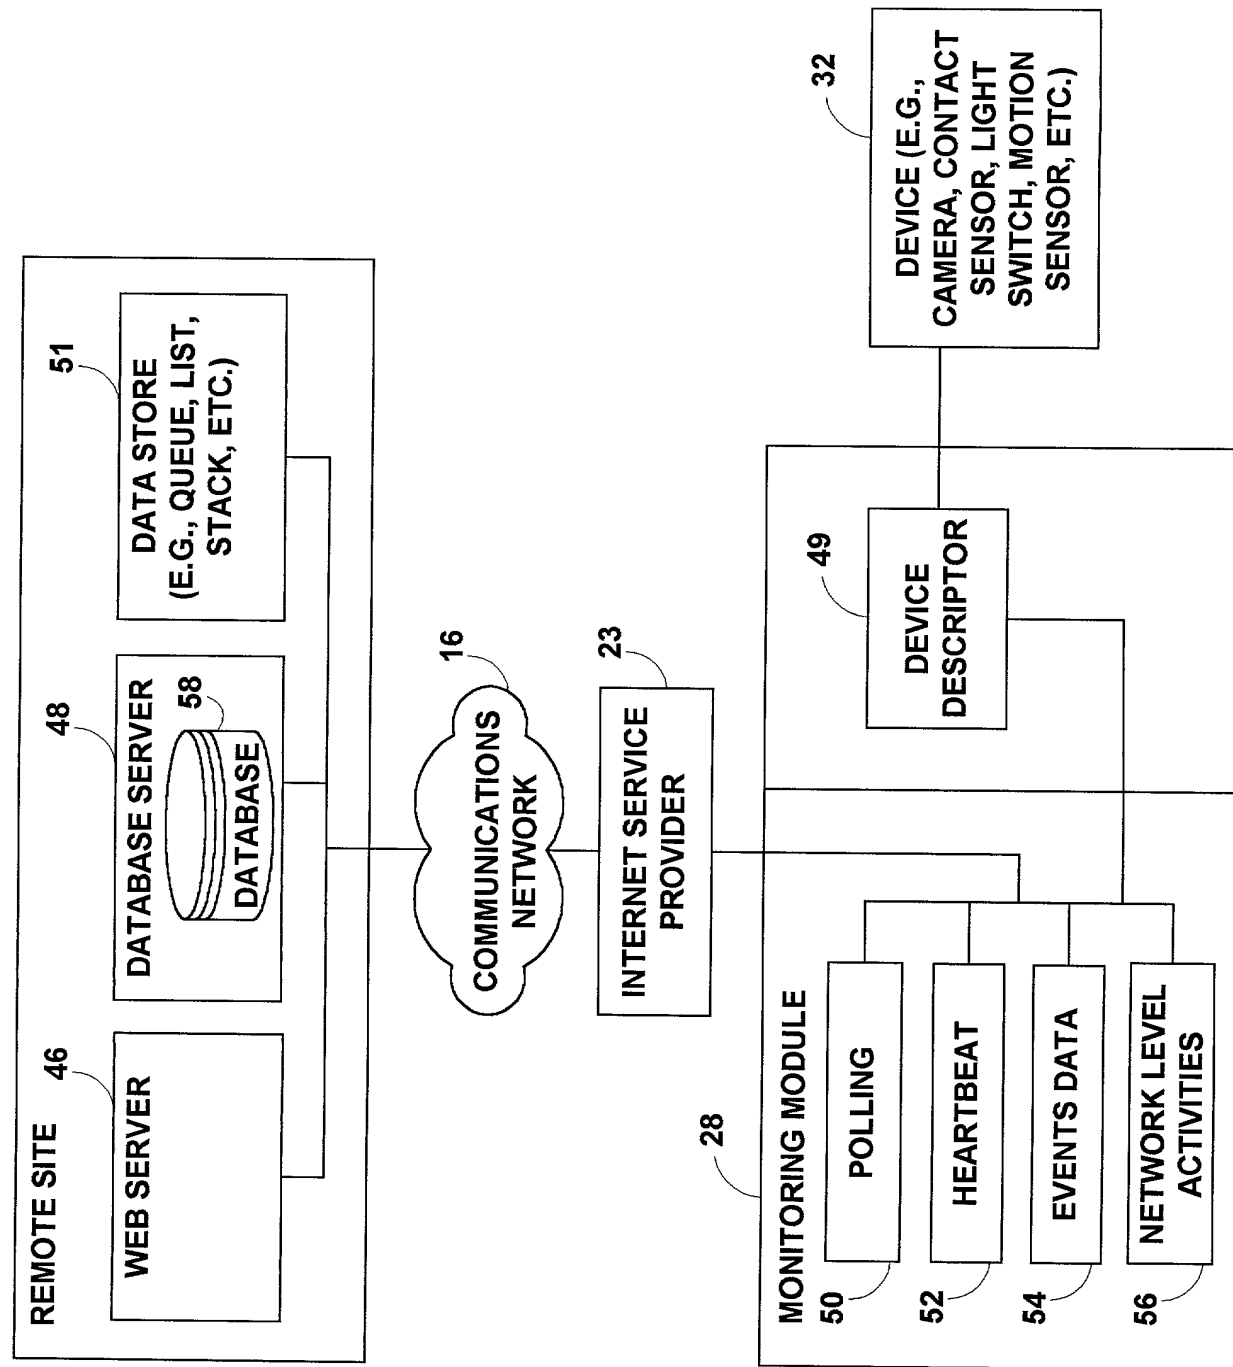 REMOTE SITE
WEB SERVER
46
DATABASE SERVER
48
DATABASE
58
DATA STORE
(E.G., QUEUE, LIST,
STACK, ETC.)
51
COMMUNICATIONS
NETWORK
16
INTERNET SERVICE
PROVIDER
23
MONITORING MODULE
28
POLLING
50
HEARTBEAT
52
EVENTS DATA
54
NETWORK LEVEL
ACTIVITIES
56
DEVICE
DESCRIPTOR
49
DEVICE (E.G.,
CAMERA, CONTACT
SENSOR, LIGHT
SWITCH, MOTION
SENSOR, ETC.)
32